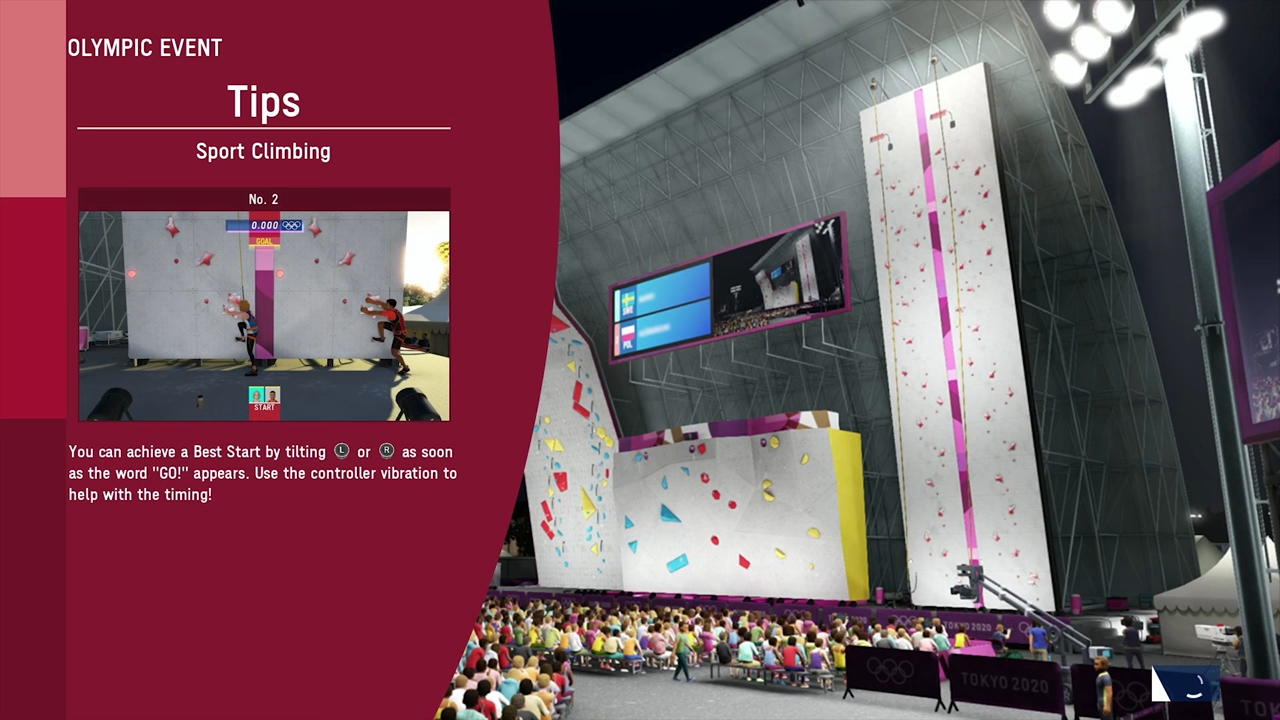 OLYMPIC EVENT
Tips
Sport Climbing
No. 2
0.000
GOAL
START
You can achieve a Best Start by tilting L or R as soon
as the word "GO!" appears. Use the controller vibration to
help with the timing!
SWE
POL
TOKYO 2020
TOKYO 2020